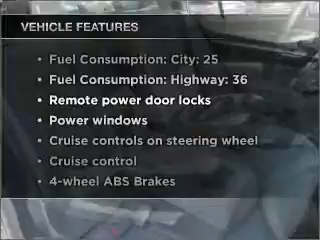 VEHICLE FEATURES
• Fuel Consumption: City: 25
• Fuel Consumption: Highway: 36
• Remote power door locks
• Power windows
• Cruise controls on steering wheel
• Cruise control
• 4-wheel ABS Brakes